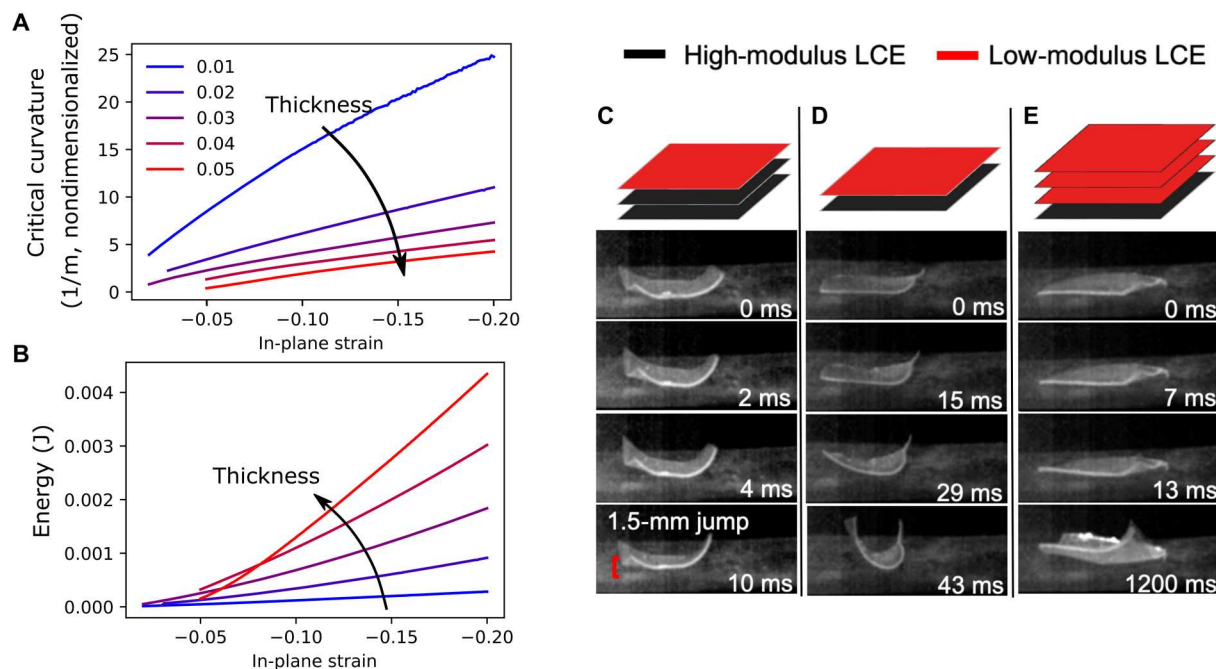 A
Critical curvature
(1/m, nondimensionalized)
25
20
15
10
5
0
0.01
0.02
0.03
0.04
0.05
Thickness
−0.05
−0.10
−0.15
−0.20
In-plane strain
B
Energy (J)
0.004
0.003
0.002
0.001
0.000
Thickness
−0.05
−0.10
−0.15
−0.20
In-plane strain
High-modulus LCE
Low-modulus LCE
C
0 ms
2 ms
4 ms
1.5-mm jump
10 ms
D
0 ms
15 ms
29 ms
43 ms
E
0 ms
7 ms
13 ms
1200 ms